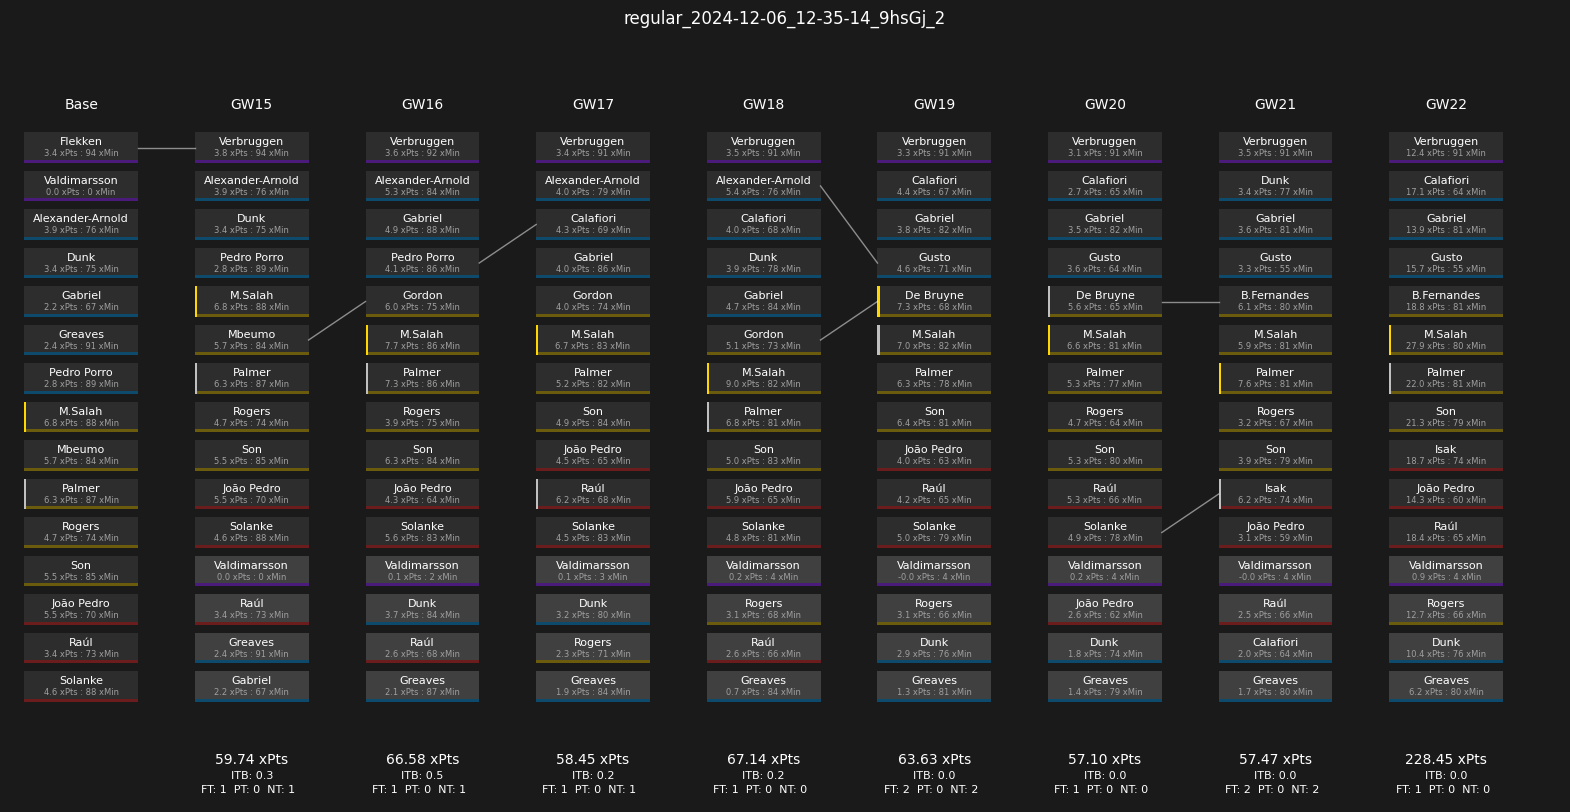 regular_2024-12-06_12-35-14_9hsGj_2
Base
Flekken
3.4 xPts : 94 xMin
Valdimarsson
0.0 xPts : 0 xMin
Alexander-Arnold
3.9 xPts : 76 xMin
Dunk
3.4 xPts : 75 xMin
Gabriel
2.2 xPts : 67 xMin
Greaves
2.4 xPts : 91 xMin
Pedro Porro
2.8 xPts : 89 xMin
M.Salah
6.8 xPts : 88 xMin
Mbeumo
5.7 xPts : 84 xMin
Palmer
6.3 xPts : 87 xMin
Rogers
4.7 xPts : 74 xMin
Son
5.5 xPts : 85 xMin
João Pedro
5.5 xPts : 70 xMin
Raúl
3.4 xPts : 73 xMin
Solanke
4.6 xPts : 88 xMin
GW15
Verbruggen
3.8 xPts : 94 xMin
Alexander-Arnold
3.9 xPts : 76 xMin
Dunk
3.4 xPts : 75 xMin
Pedro Porro
2.8 xPts : 89 xMin
M.Salah
6.8 xPts : 88 xMin
Mbeumo
5.7 xPts : 84 xMin
Palmer
6.3 xPts : 87 xMin
Rogers
4.7 xPts : 74 xMin
Son
5.5 xPts : 85 xMin
João Pedro
5.5 xPts : 70 xMin
Solanke
4.6 xPts : 88 xMin
Valdimarsson
0.0 xPts : 0 xMin
Raúl
3.4 xPts : 73 xMin
Greaves
2.4 xPts : 91 xMin
Gabriel
2.2 xPts : 67 xMin
59.74 xPts
ITB: 0.3
FT: 1 PT: 0 NT: 1
GW16
Verbruggen
3.6 xPts : 92 xMin
Alexander-Arnold
5.3 xPts : 84 xMin
Gabriel
4.9 xPts : 88 xMin
Pedro Porro
4.1 xPts : 86 xMin
Gordon
6.0 xPts : 75 xMin
M.Salah
7.7 xPts : 86 xMin
Palmer
7.3 xPts : 86 xMin
Rogers
3.9 xPts : 75 xMin
Son
6.3 xPts : 84 xMin
João Pedro
4.3 xPts : 64 xMin
Solanke
5.6 xPts : 83 xMin
Valdimarsson
0.1 xPts : 2 xMin
Dunk
3.7 xPts : 84 xMin
Raúl
2.6 xPts : 68 xMin
Greaves
2.1 xPts : 87 xMin
66.58 xPts
ITB: 0.5
FT: 1 PT: 0 NT: 1
GW17
Verbruggen
3.4 xPts : 91 xMin
Alexander-Arnold
4.0 xPts : 79 xMin
Calafiori
4.3 xPts : 69 xMin
Gabriel
4.0 xPts : 86 xMin
Gordon
4.0 xPts : 74 xMin
M.Salah
6.7 xPts : 83 xMin
Palmer
5.2 xPts : 82 xMin
Son
4.9 xPts : 84 xMin
João Pedro
4.5 xPts : 65 xMin
Raúl
6.2 xPts : 68 xMin
Solanke
4.5 xPts : 83 xMin
Valdimarsson
0.1 xPts : 3 xMin
Dunk
3.2 xPts : 80 xMin
Rogers
2.3 xPts : 71 xMin
Greaves
1.9 xPts : 84 xMin
58.45 xPts
ITB: 0.2
FT: 1 PT: 0 NT: 1
GW18
Verbruggen
3.5 xPts : 91 xMin
Alexander-Arnold
5.4 xPts : 76 xMin
Calafiori
4.0 xPts : 68 xMin
Dunk
3.9 xPts : 78 xMin
Gabriel
4.7 xPts : 84 xMin
Gordon
5.1 xPts : 73 xMin
M.Salah
9.0 xPts : 82 xMin
Palmer
6.8 xPts : 81 xMin
Son
5.0 xPts : 83 xMin
João Pedro
5.9 xPts : 65 xMin
Solanke
4.8 xPts : 81 xMin
Valdimarsson
0.2 xPts : 4 xMin
Rogers
3.1 xPts : 68 xMin
Raúl
2.6 xPts : 66 xMin
Greaves
0.7 xPts : 84 xMin
67.14 xPts
ITB: 0.2
FT: 1 PT: 0 NT: 0
GW19
Verbruggen
3.3 xPts : 91 xMin
Calafiori
4.4 xPts : 67 xMin
Gabriel
3.8 xPts : 82 xMin
Gusto
4.6 xPts : 71 xMin
De Bruyne
7.3 xPts : 68 xMin
M.Salah
7.0 xPts : 82 xMin
Palmer
6.3 xPts : 78 xMin
Son
6.4 xPts : 81 xMin
João Pedro
4.0 xPts : 63 xMin
Raúl
4.2 xPts : 65 xMin
Solanke
5.0 xPts : 79 xMin
Valdimarsson
-0.0 xPts : 4 xMin
Rogers
3.1 xPts : 66 xMin
Dunk
2.9 xPts : 76 xMin
Greaves
1.3 xPts : 81 xMin
63.63 xPts
ITB: 0.0
FT: 2 PT: 0 NT: 2
GW20
Verbruggen
3.1 xPts : 91 xMin
Calafiori
2.7 xPts : 65 xMin
Gabriel
3.5 xPts : 82 xMin
Gusto
3.6 xPts : 64 xMin
De Bruyne
5.6 xPts : 65 xMin
M.Salah
6.6 xPts : 81 xMin
Palmer
5.3 xPts : 77 xMin
Rogers
4.7 xPts : 64 xMin
Son
5.3 xPts : 80 xMin
Raúl
5.3 xPts : 66 xMin
Solanke
4.9 xPts : 78 xMin
Valdimarsson
0.2 xPts : 4 xMin
João Pedro
2.6 xPts : 62 xMin
Dunk
1.8 xPts : 74 xMin
Greaves
1.4 xPts : 79 xMin
57.10 xPts
ITB: 0.0
FT: 1 PT: 0 NT: 0
GW21
Verbruggen
3.5 xPts : 91 xMin
Dunk
3.4 xPts : 77 xMin
Gabriel
3.6 xPts : 81 xMin
Gusto
3.3 xPts : 55 xMin
B.Fernandes
6.1 xPts : 80 xMin
M.Salah
5.9 xPts : 81 xMin
Palmer
7.6 xPts : 81 xMin
Rogers
3.2 xPts : 67 xMin
Son
3.9 xPts : 79 xMin
Isak
6.2 xPts : 74 xMin
João Pedro
3.1 xPts : 59 xMin
Valdimarsson
-0.0 xPts : 4 xMin
Raúl
2.5 xPts : 66 xMin
Calafiori
2.0 xPts : 64 xMin
Greaves
1.7 xPts : 80 xMin
57.47 xPts
ITB: 0.0
FT: 2 PT: 0 NT: 2
GW22
Verbruggen
12.4 xPts : 91 xMin
Calafiori
17.1 xPts : 64 xMin
Gabriel
13.9 xPts : 81 xMin
Gusto
15.7 xPts : 55 xMin
B.Fernandes
18.8 xPts : 81 xMin
M.Salah
27.9 xPts : 80 xMin
Palmer
22.0 xPts : 81 xMin
Son
21.3 xPts : 79 xMin
Isak
18.7 xPts : 74 xMin
João Pedro
14.3 xPts : 60 xMin
Raúl
18.4 xPts : 65 xMin
Valdimarsson
0.9 xPts : 4 xMin
Rogers
12.7 xPts : 66 xMin
Dunk
10.4 xPts : 76 xMin
Greaves
6.2 xPts : 80 xMin
228.45 xPts
ITB: 0.0
FT: 1 PT: 0 NT: 0